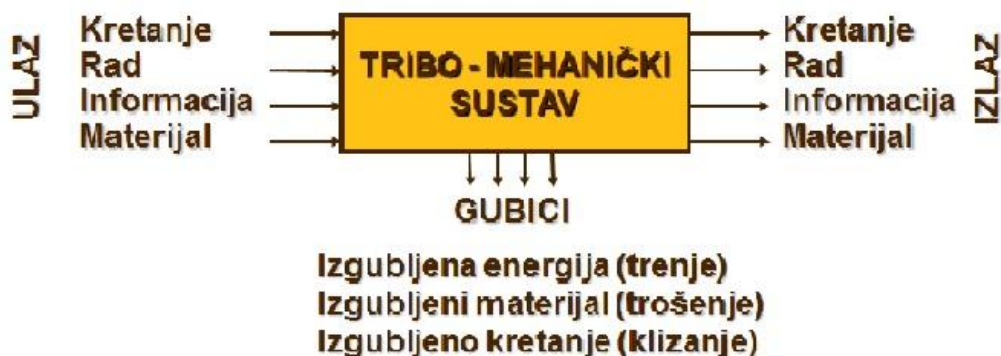 ULAZ
Kretanje
Rad
Informacija
Materijal
TRIBO - MEHANIČKI
SUSTAV
Kretanje
Rad
Informacija
Materijal
IZLAZ
GUBICI
Izgubljena energija (trenje)
Izgubljeni materijal (trošenje)
Izgubljeno kretanje (klizanje)